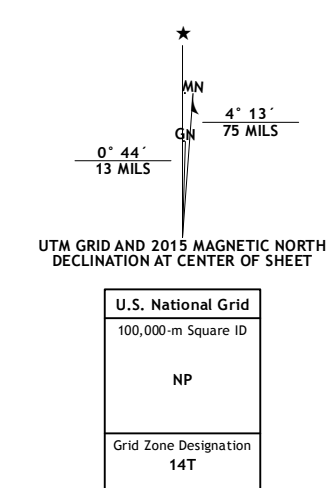 ★
MN
4° 13´
75 MILS
GN
0° 44´
13 MILS
UTM GRID AND 2015 MAGNETIC NORTH
DECLINATION AT CENTER OF SHEET
U.S. National Grid
100,000-m Square ID
NP
Grid Zone Designation
14T